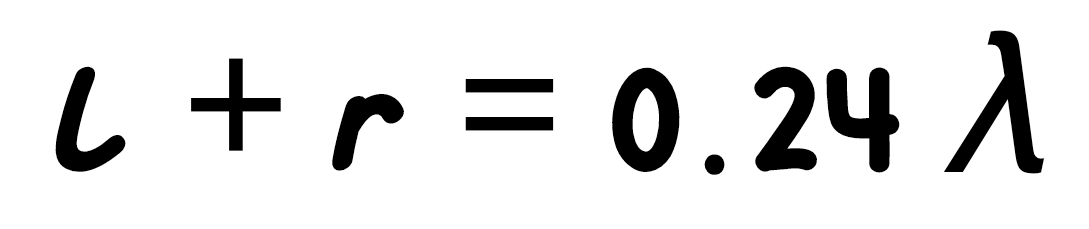 l + r = 0.24 λ